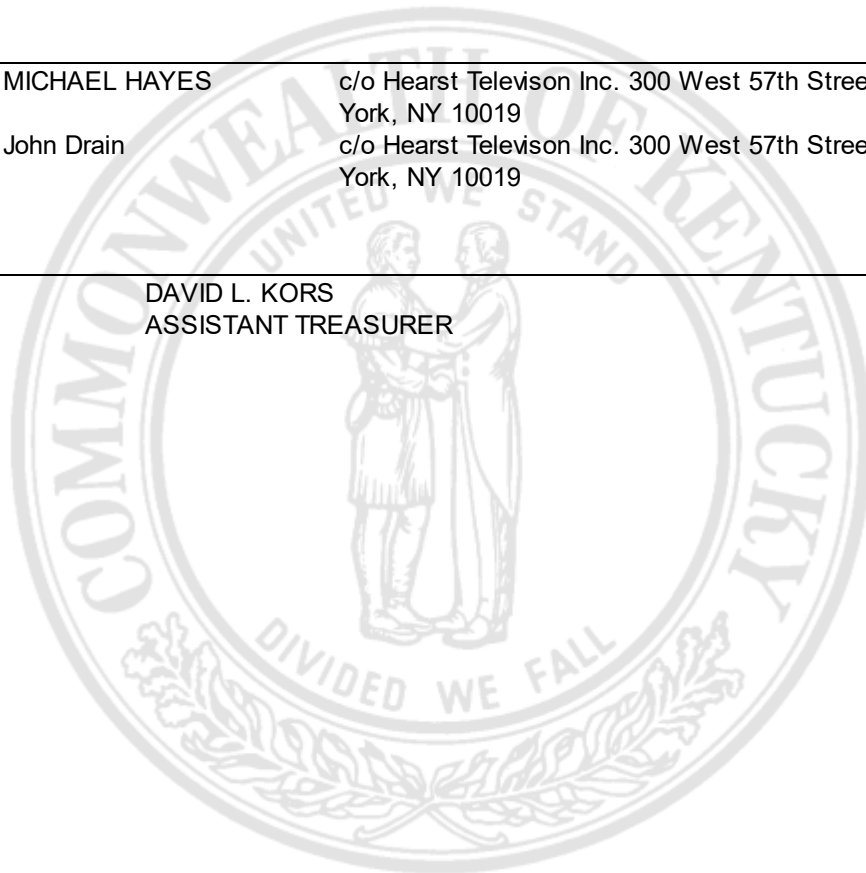 MICHAEL HAYES c/o Hearst Televison Inc. 300 West 57th Stree
York, NY 10019
John Drain c/o Hearst Televison Inc. 300 West 57th Stree
York, NY 10019
DAVID L. KORS
ASSISTANT TREASURER
COMMONWEALTH OF KENTUCKY
UNITED WE STAND
DIVIDED WE FALL